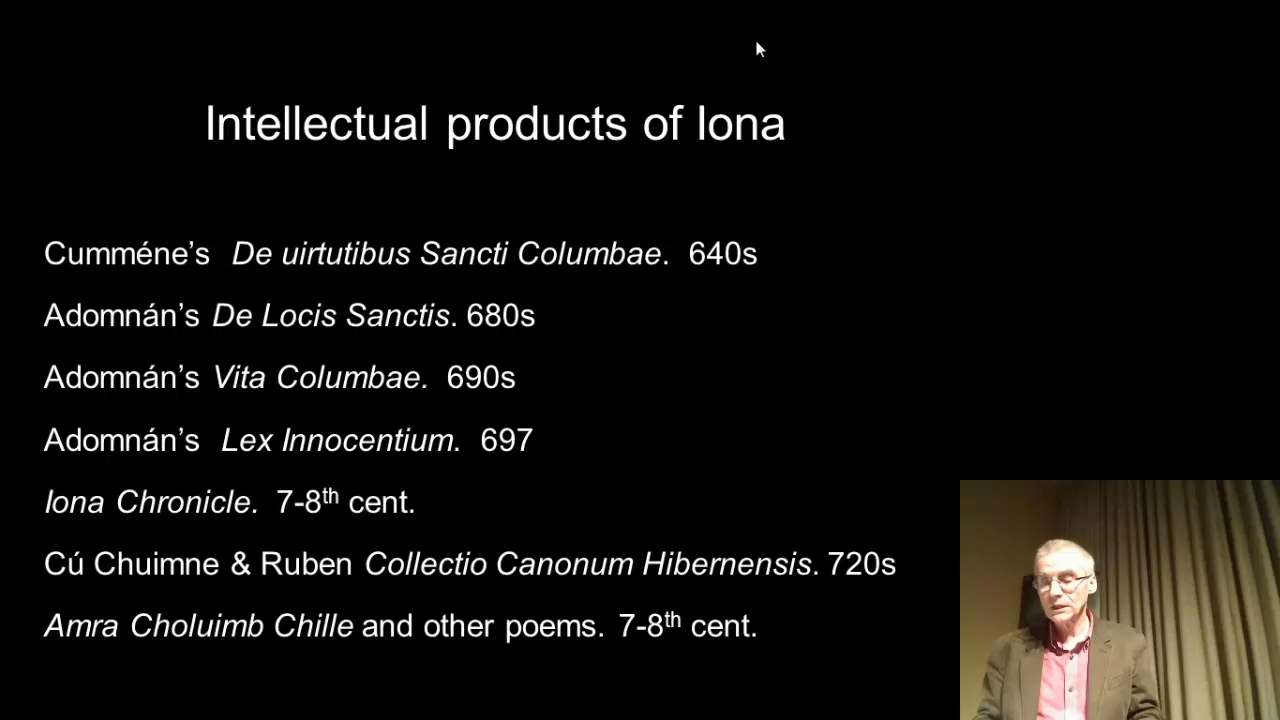 Intellectual products of Iona
Cumméne’s De uirtutibus Sancti Columbae. 640s
Adomnán’s De Locis Sanctis. 680s
Adomnán’s Vita Columbae. 690s
Adomnán’s Lex Innocentium. 697
Iona Chronicle. 7-8th cent.
Cú Chuimne & Ruben Collectio Canonum Hibernensis. 720s
Amra Choluimb Chille and other poems. 7-8th cent.